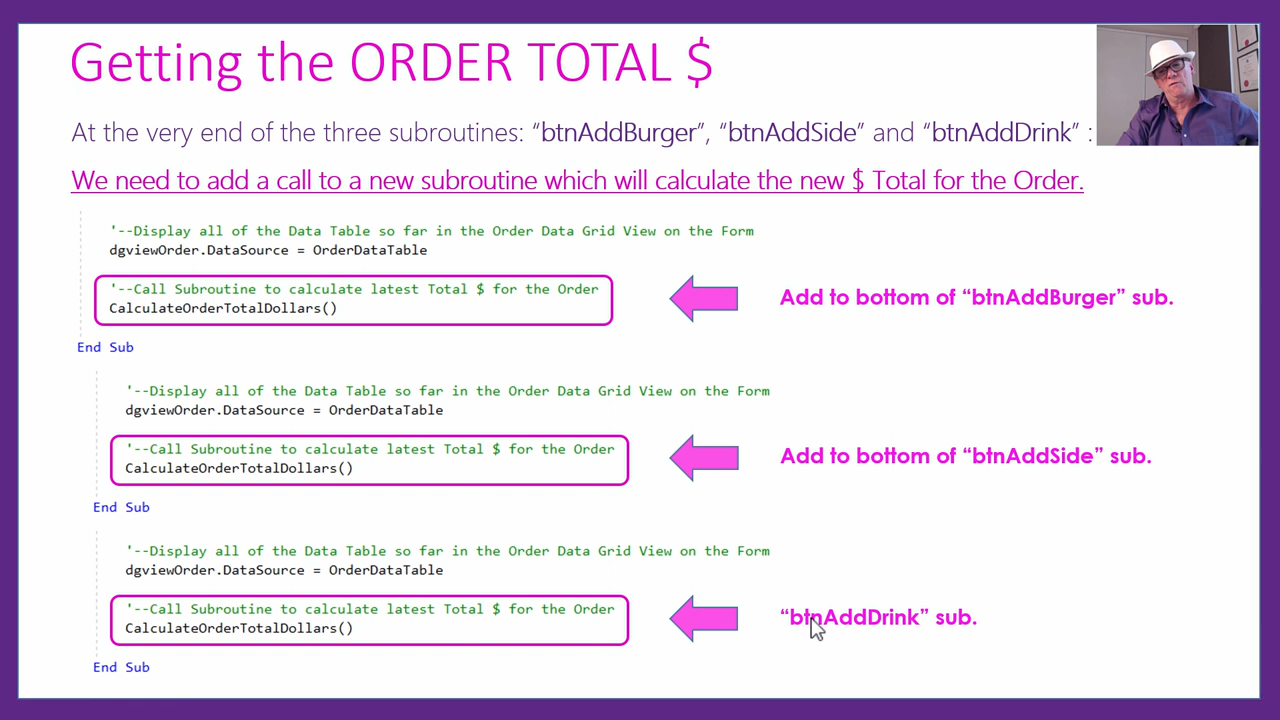 Getting the ORDER TOTAL $
At the very end of the three subroutines: “btnAddBurger”, “btnAddSide” and “btnAddDrink” :
We need to add a call to a new subroutine which will calculate the new $ Total for the Order.
'--Display all of the Data Table so far in the Order Data Grid View on the Form
dgviewOrder.DataSource = OrderDataTable
'--Call Subroutine to calculate latest Total $ for the Order
CalculateOrderTotalDollars()
Add to bottom of “btnAddBurger” sub.
End Sub
'--Display all of the Data Table so far in the Order Data Grid View on the Form
dgviewOrder.DataSource = OrderDataTable
'--Call Subroutine to calculate latest Total $ for the Order
CalculateOrderTotalDollars()
Add to bottom of “btnAddSide” sub.
End Sub
'--Display all of the Data Table so far in the Order Data Grid View on the Form
dgviewOrder.DataSource = OrderDataTable
'--Call Subroutine to calculate latest Total $ for the Order
CalculateOrderTotalDollars()
“btnAddDrink” sub.
End Sub